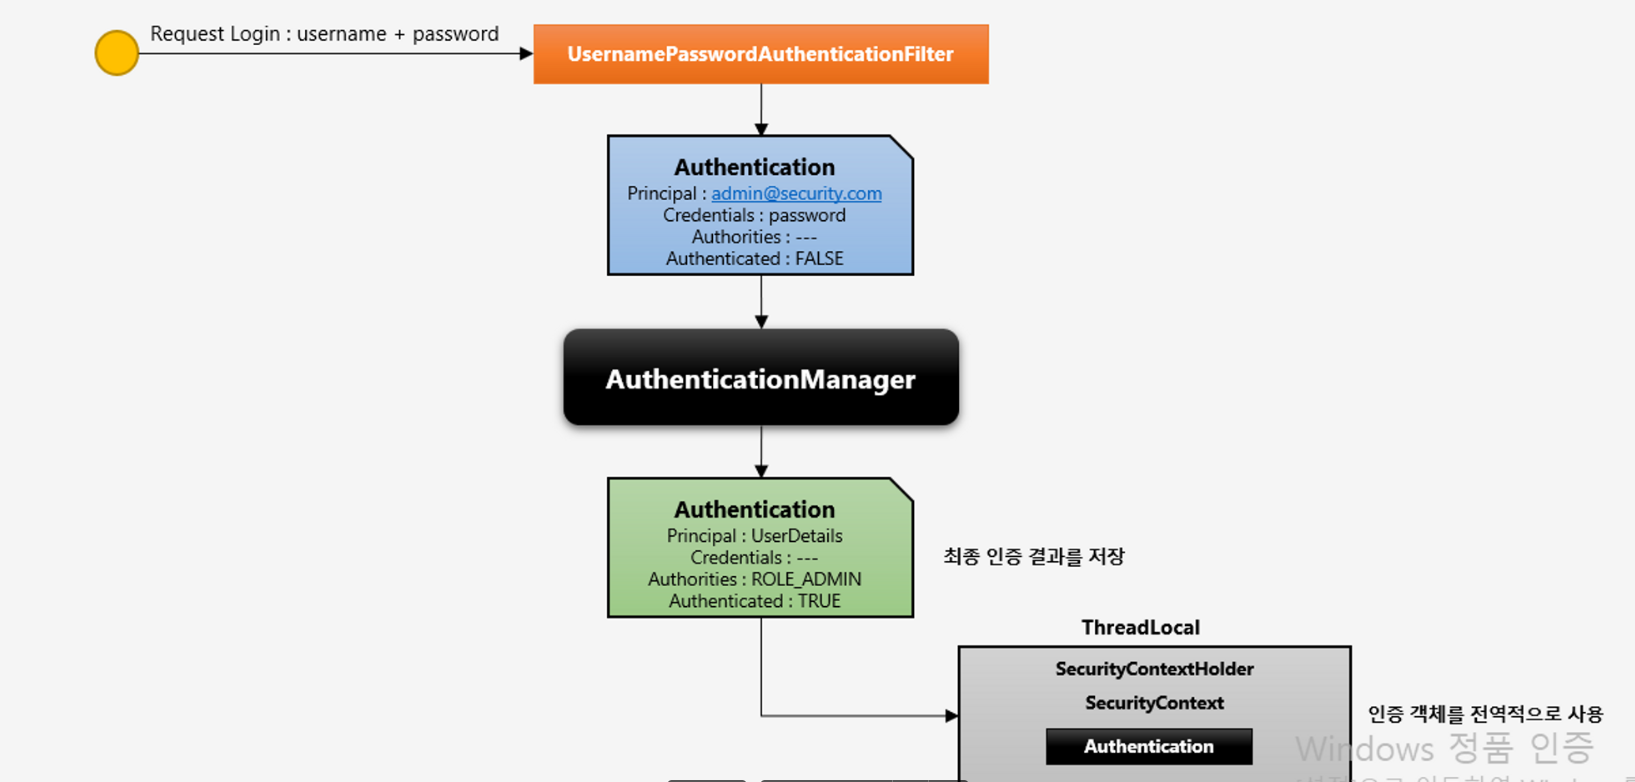 Request Login : username + password
UsernamePasswordAuthenticationFilter
Authentication
Principal : admin@security.com
Credentials : password
Authorities : ---
Authenticated : FALSE
AuthenticationManager
Authentication
Principal : UserDetails
Credentials : ---
Authorities : ROLE_ADMIN
Authenticated : TRUE
최종 인증 결과를 저장
ThreadLocal
SecurityContextHolder
SecurityContext
인증 객체를 전역적으로 사용
Authentication
Windows 정품 인증